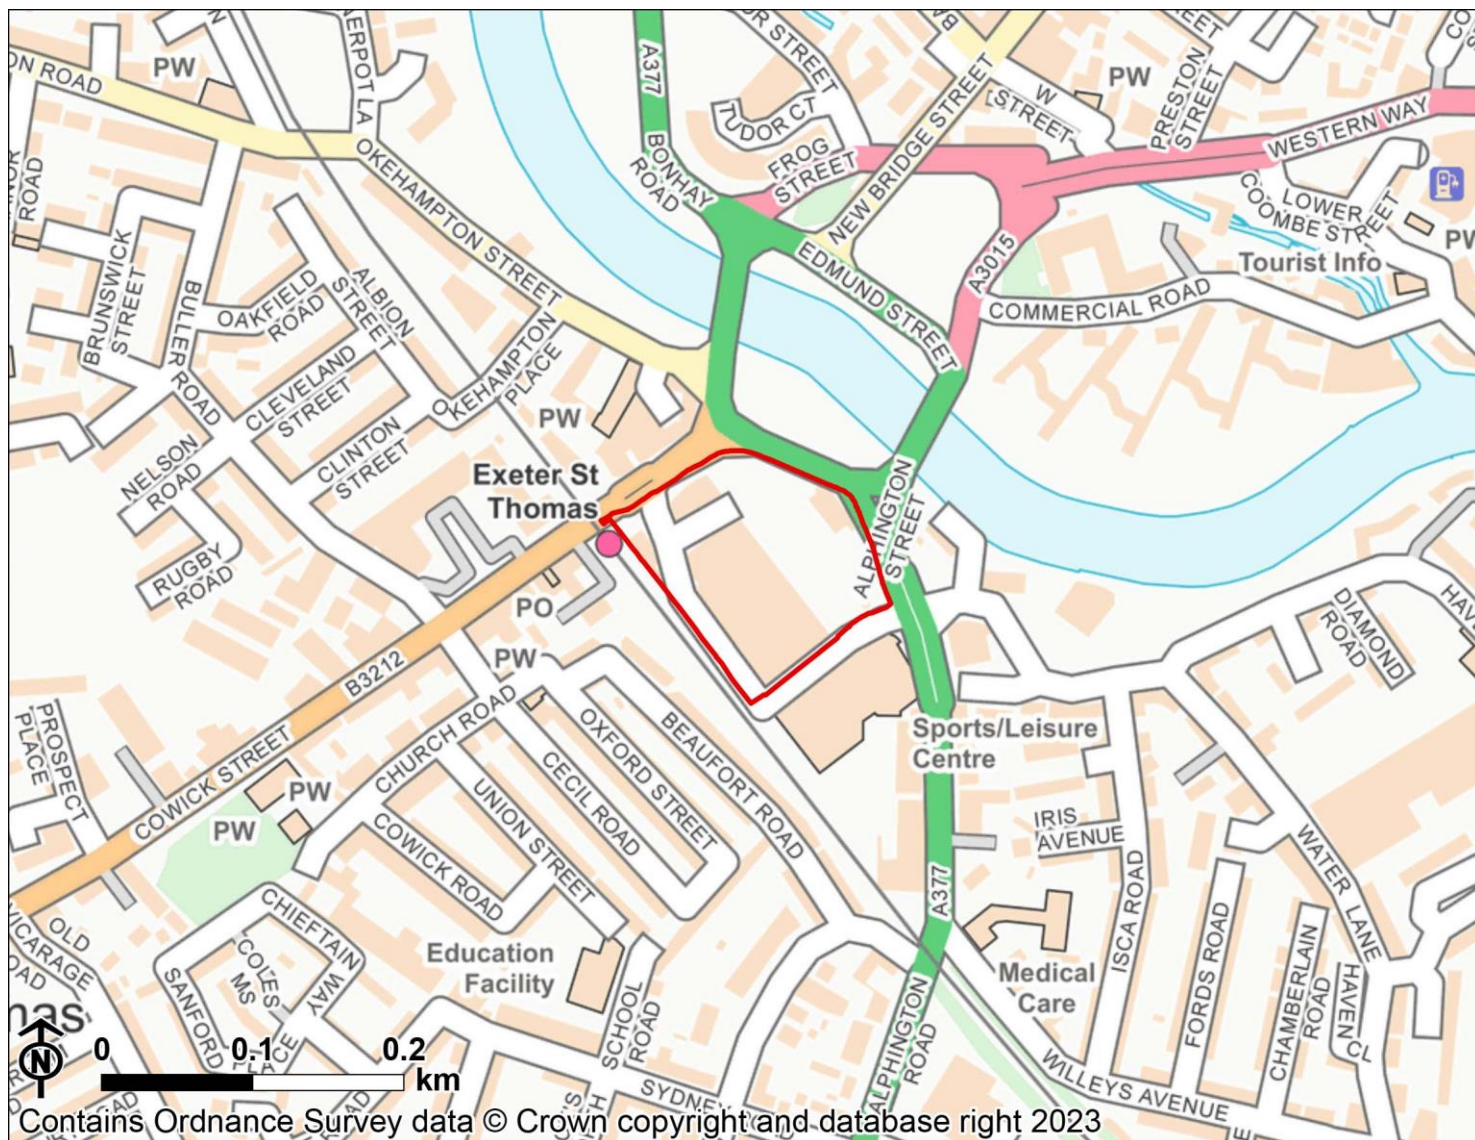 A377
PW
PW
TUDOR CT
FROG
STREET
BONHAY
ROAD
NEW BRIDGE STREET
W
STREET
PRESTON
STREET
WESTERN WAY
LOWER
COOMBE STREET
Tourist Info
OKEHAMPTON STREET
ROAD
BRUNSWICK
STREET
BULLER ROAD
OAKFIELD
ROAD
ALBION
STREET
EDMUND STREET
A3015
COMMERCIAL ROAD
CLEVELAND
STREET
OKEHAMPTON
PLACE
PW
NELSON
ROAD
CLINTON
STREET
Exeter St
Thomas
ALPHINGTON
STREET
RUGBY
ROAD
PO
DIAMOND
ROAD
B3212
PW
PROSPECT
PLACE
COWICK STREET
CHURCH ROAD
OXFORD STREET
BEAUFORT ROAD
Sports/Leisure
Centre
PW
PW
CECIL ROAD
UNION STREET
COWICK ROAD
IRIS
AVENUE
WATER LANE
A377
ISCA ROAD
CHIEFTAIN
WAY
OLD
VICARAGE
COLES
MS
SANFORD
PLACE
Education
Facility
Medical
Care
FORDS ROAD
CHAMBERLAIN
ROAD
HAVEN CL
SCHOOL
ROAD
ALPHINGTON
ROAD
WILLEYS AVENUE
SYDNEY
N
0 0.1 0.2
km
Contains Ordnance Survey data © Crown copyright and database right 2023